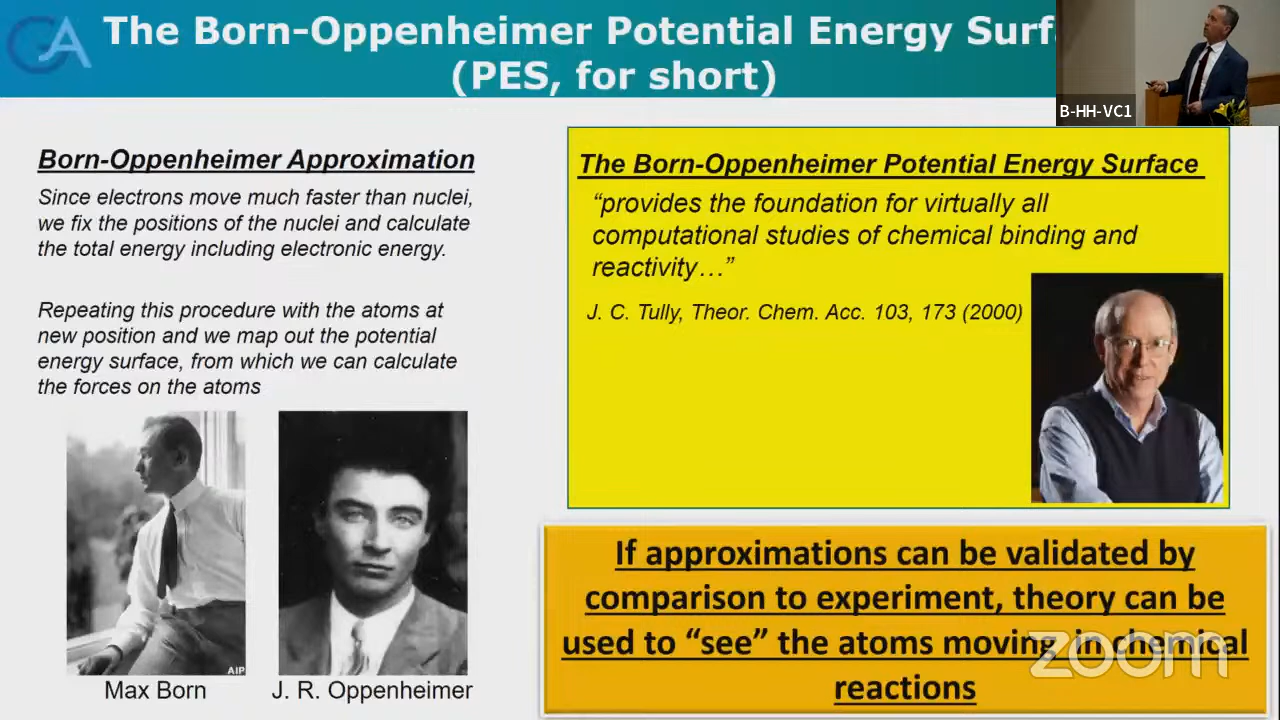 GA
The Born-Oppenheimer Potential Energy Surf
(PES, for short)
B-HH-VC1
Born-Oppenheimer Approximation
Since electrons move much faster than nuclei,
we fix the positions of the nuclei and calculate
the total energy including electronic energy.
Repeating this procedure with the atoms at
new position and we map out the potential
energy surface, from which we can calculate
the forces on the atoms
AIP
Max Born
J. R. Oppenheimer
The Born-Oppenheimer Potential Energy Surface
“provides the foundation for virtually all
computational studies of chemical binding and
reactivity…”
J. C. Tully, Theor. Chem. Acc. 103, 173 (2000)
If approximations can be validated by
comparison to experiment, theory can be
used to “see” the atoms moving in chemical
reactions
zoom